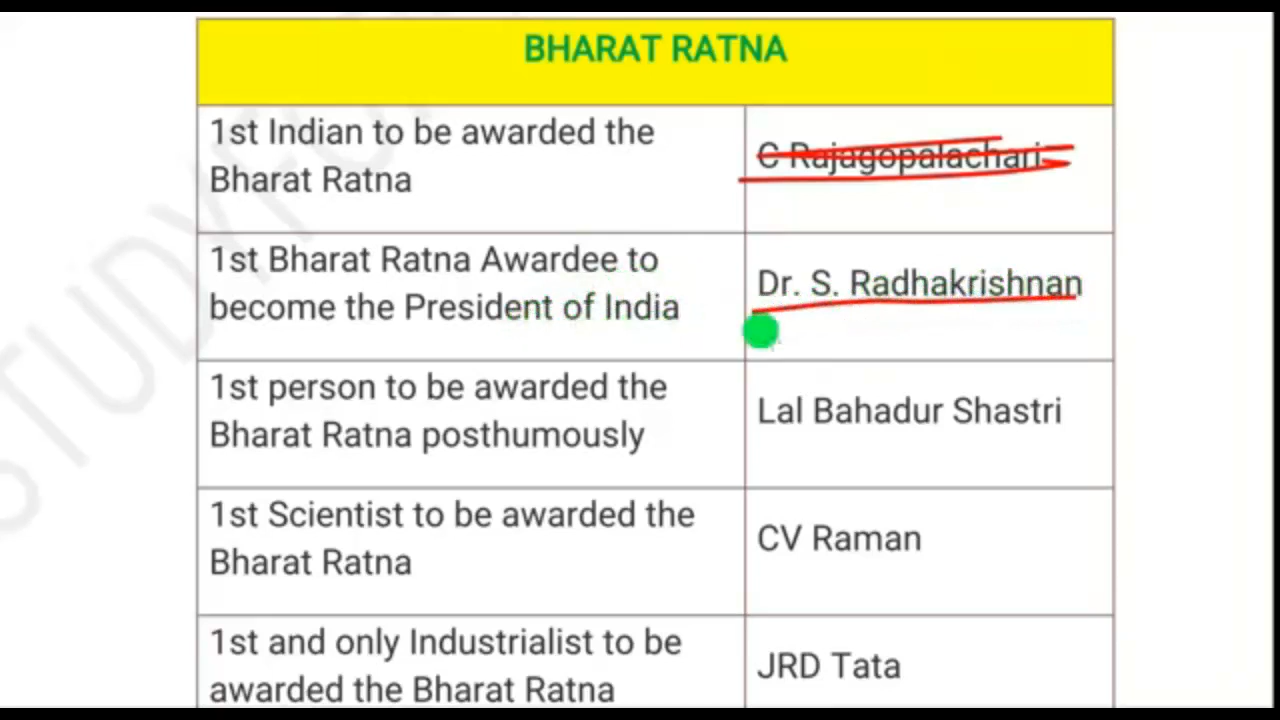 BHARAT RATNA
1st Indian to be awarded the
Bharat Ratna
C Rajagopalachari
1st Bharat Ratna Awardee to
become the President of India
Dr. S. Radhakrishnan
1st person to be awarded the
Bharat Ratna posthumously
Lal Bahadur Shastri
1st Scientist to be awarded the
Bharat Ratna
CV Raman
1st and only Industrialist to be
awarded the Bharat Ratna
JRD Tata